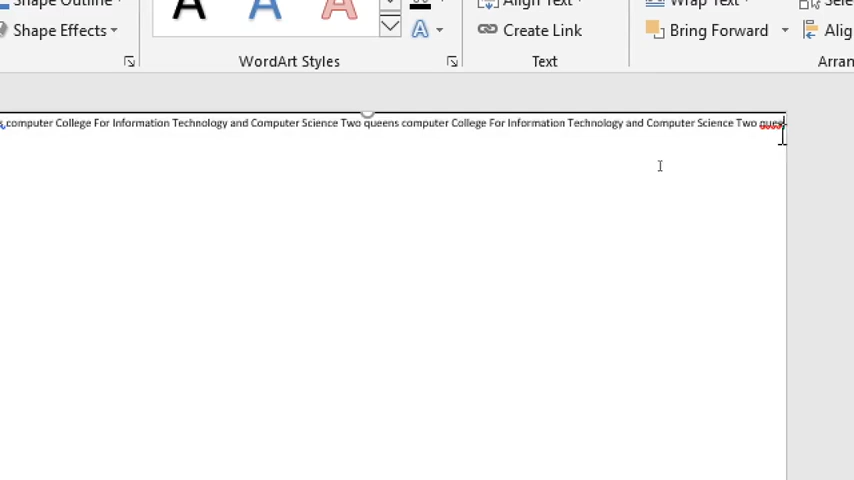 Shape Outline
Align Text
Wrap Text
Shape Effects
Create Link
Bring Forward
WordArt Styles
Text
computer College For Information Technology and Computer Science Two queens computer College For Information Technology and Computer Science Two quee